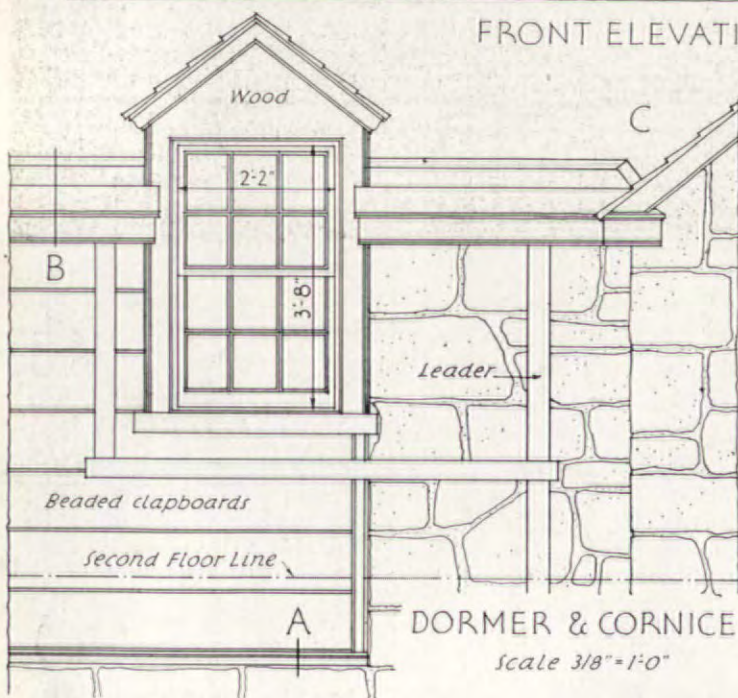 FRONT ELEVATI
Wood
C
2'-2"
B
3'-8"
Leader
Beaded clapboards
Second Floor Line
A
DORMER & CORNICE
Scale 3/8" = 1'-0"